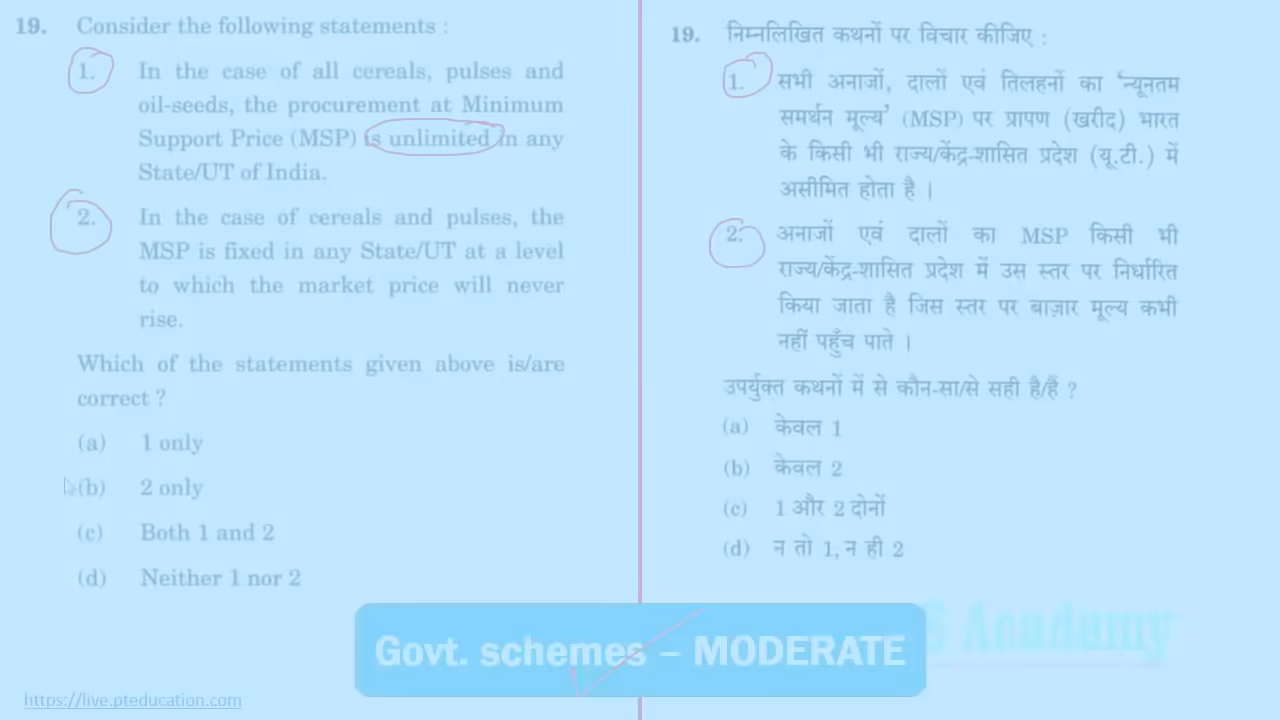 19. Consider the following statements :
1. In the case of all cereals, pulses and
oil-seeds, the procurement at Minimum
Support Price (MSP) is unlimited in any
State/UT of India.
2. In the case of cereals and pulses, the
MSP is fixed in any State/UT at a level
to which the market price will never
rise.
Which of the statements given above is/are
correct ?
(a) 1 only
(b) 2 only
(c) Both 1 and 2
(d) Neither 1 nor 2
19. निम्नलिखित कथनों पर विचार कीजिए :
1. सभी अनाजों, दालों एवं तिलहनों का 'न्यूनतम
समर्थन मूल्य' (MSP) पर प्रापण (खरीद) भारत
के किसी भी राज्य/केंद्र-शासित प्रदेश (यू.टी.) में
असीमित होता है ।
2. अनाजों एवं दालों का MSP किसी भी
राज्य/केंद्र-शासित प्रदेश में उस स्तर पर निर्धारित
किया जाता है जिस स्तर पर बाज़ार मूल्य कभी
नहीं पहुँच पाते ।
उपर्युक्त कथनों में से कौन-सा/से सही है/हैं ?
(a) केवल 1
(b) केवल 2
(c) 1 और 2 दोनों
(d) न तो 1, न ही 2
Academy
Govt. schemes – MODERATE
https://live.pteducation.com